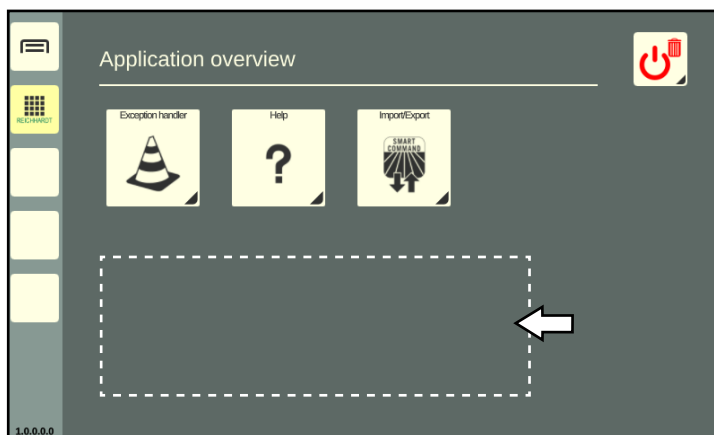 Application overview
REICHHARDT
Exception handler
Help
Import/Export
?
SMART
COMMAND
1.0.0.0.0